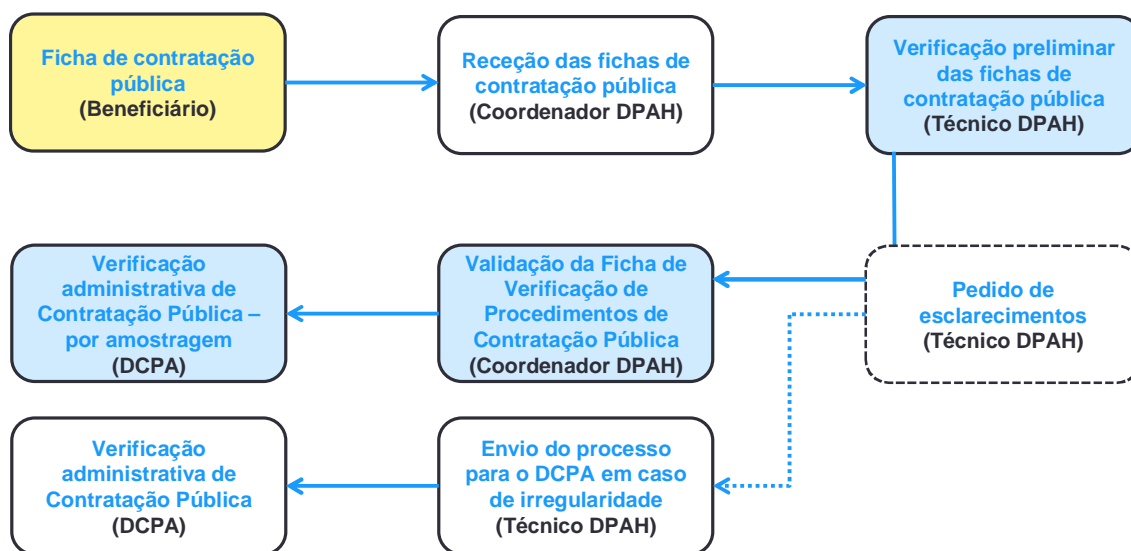 Ficha de contratação
pública
(Beneficiário)
Receção das fichas de
contratação pública
(Coordenador DPAH)
Verificação preliminar
das fichas de
contratação pública
(Técnico DPAH)
Verificação
administrativa de
Contratação Pública –
por amostragem
(DCPA)
Validação da Ficha de
Verificação de
Procedimentos de
Contratação Pública
(Coordenador DPAH)
Pedido de
esclarecimentos
(Técnico DPAH)
Verificação
administrativa de
Contratação Pública
(DCPA)
Envio do processo
para o DCPA em caso
de irregularidade
(Técnico DPAH)